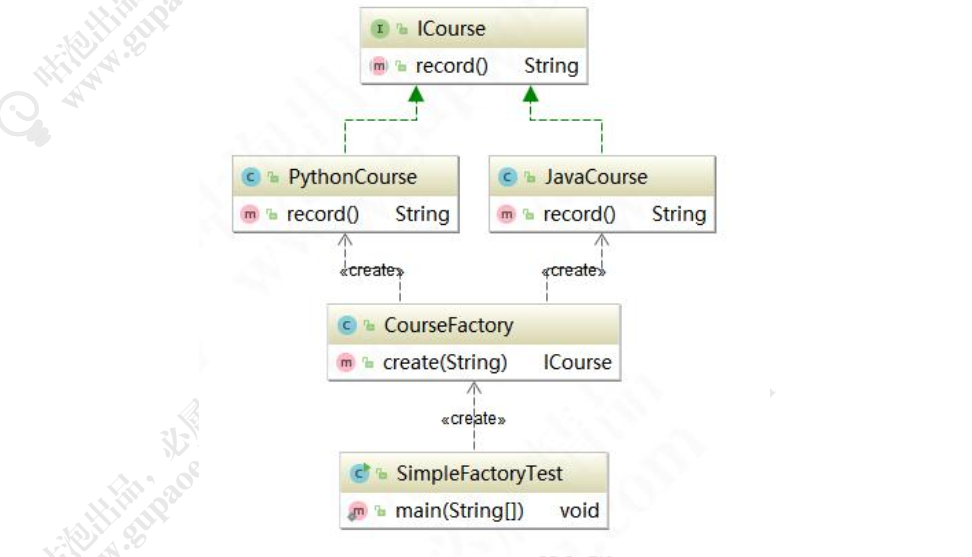 I ICourse
m record() String
C PythonCourse
m record() String
C JavaCourse
m record() String
«create»
«create»
C CourseFactory
m create(String) ICourse
«create»
C SimpleFactoryTest
m main(String[]) void